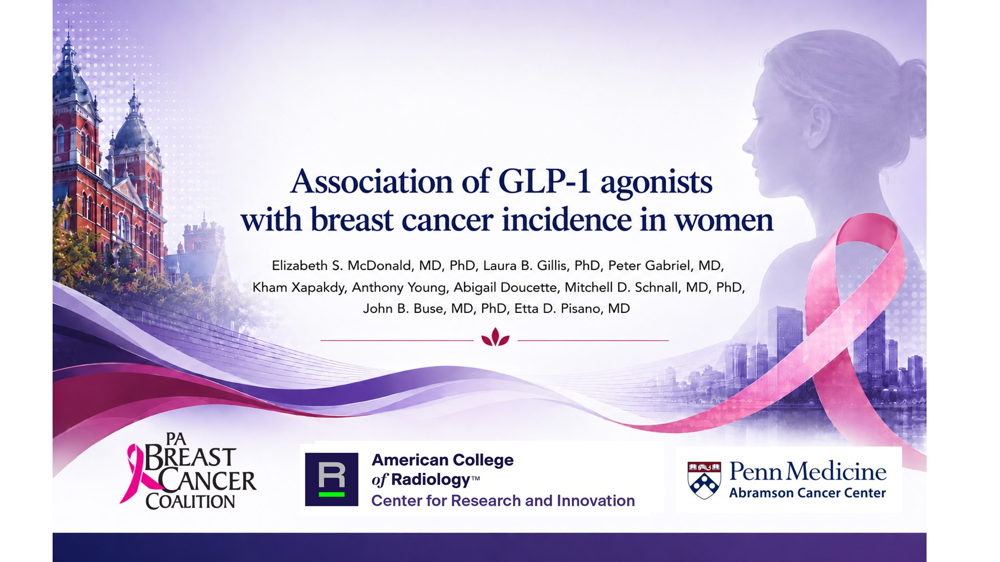 Association of GLP-1 agonists
with breast cancer incidence in women
Elizabeth S. McDonald, MD, PhD, Laura B. Gillis, PhD, Peter Gabriel, MD,
Kham Xapakdy, Anthony Young, Abigail Doucette, Mitchell D. Schnall, MD, PhD,
John B. Buse, MD, PhD, Etta D. Pisano, MD
PA
BREAST
CANCER
COALITION
R
American College
of Radiology™
Center for Research and Innovation
Penn Medicine
Abramson Cancer Center